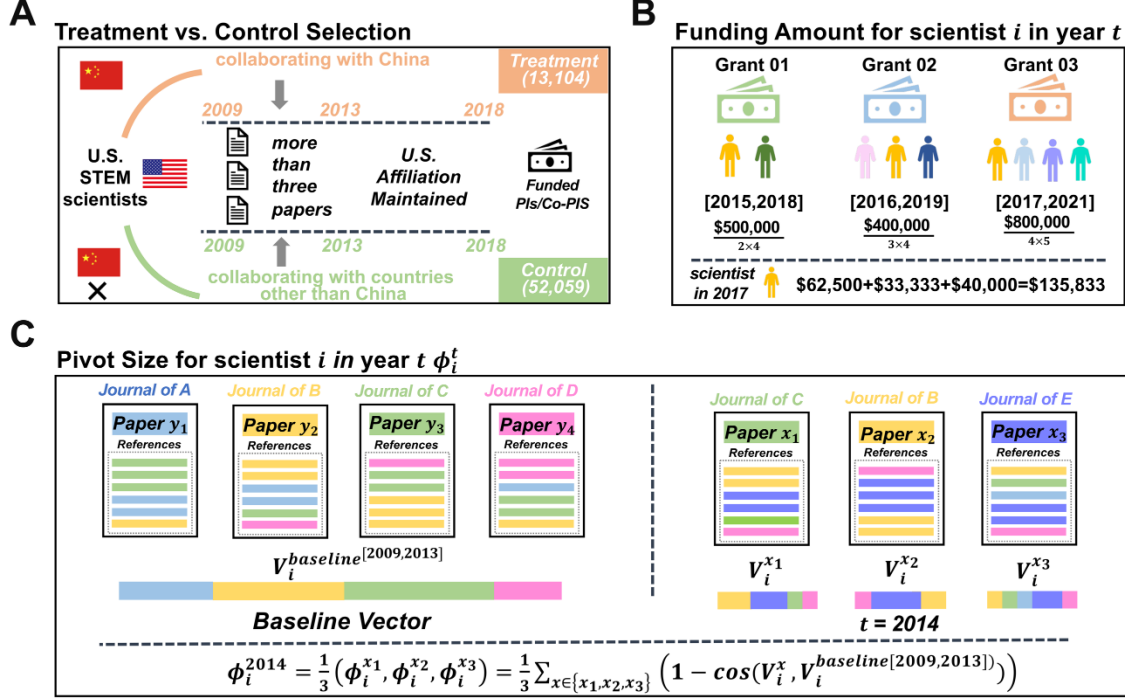 A
Treatment vs. Control Selection
collaborating with China
Treatment
(13,104)
2009 2013 2018
U.S.
STEM
scientists
more
than
three
papers
U.S.
Affiliation
Maintained
Funded
PIs/Co-PIS
2009 2013 2018
collaborating with countries
other than China
Control
(52,059)
B
Funding Amount for scientist i in year t
Grant 01 Grant 02 Grant 03
[2015,2018] [2016,2019] [2017,2021]
$500,000 $400,000 $800,000
2×4 3×4 4×5
scientist
in 2017
$62,500+$33,333+$40,000=$135,833
C
Pivot Size for scientist i in year t ϕᵢᵗ
Journal of A Journal of B Journal of C Journal of D
Paper y₁ Paper y₂ Paper y₃ Paper y₄
References References References References
V_i^{baseline^{[2009,2013]}}
Baseline Vector
Journal of C Journal of B Journal of E
Paper x₁ Paper x₂ Paper x₃
References References References
V_i^{x₁} V_i^{x₂} V_i^{x₃}
t = 2014
ϕ_i^{2014} = 1/3 (ϕ_i^{x₁}, ϕ_i^{x₂}, ϕ_i^{x₃}) = 1/3 ∑_{x∈{x₁,x₂,x₃}} (1 − cos(V_i^x, V_i^{baseline[2009,2013])}))